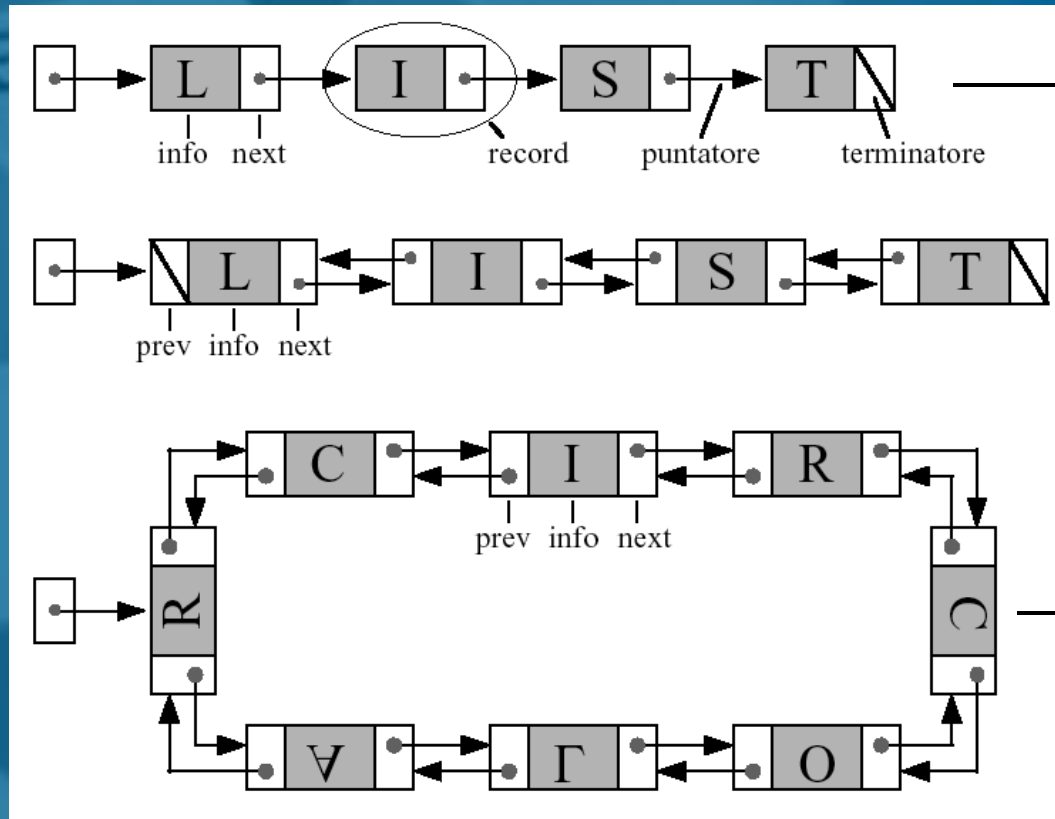 L I S T
info next record puntatore terminatore
L I S T
prev info next
C I R
prev info next
R C
A L O